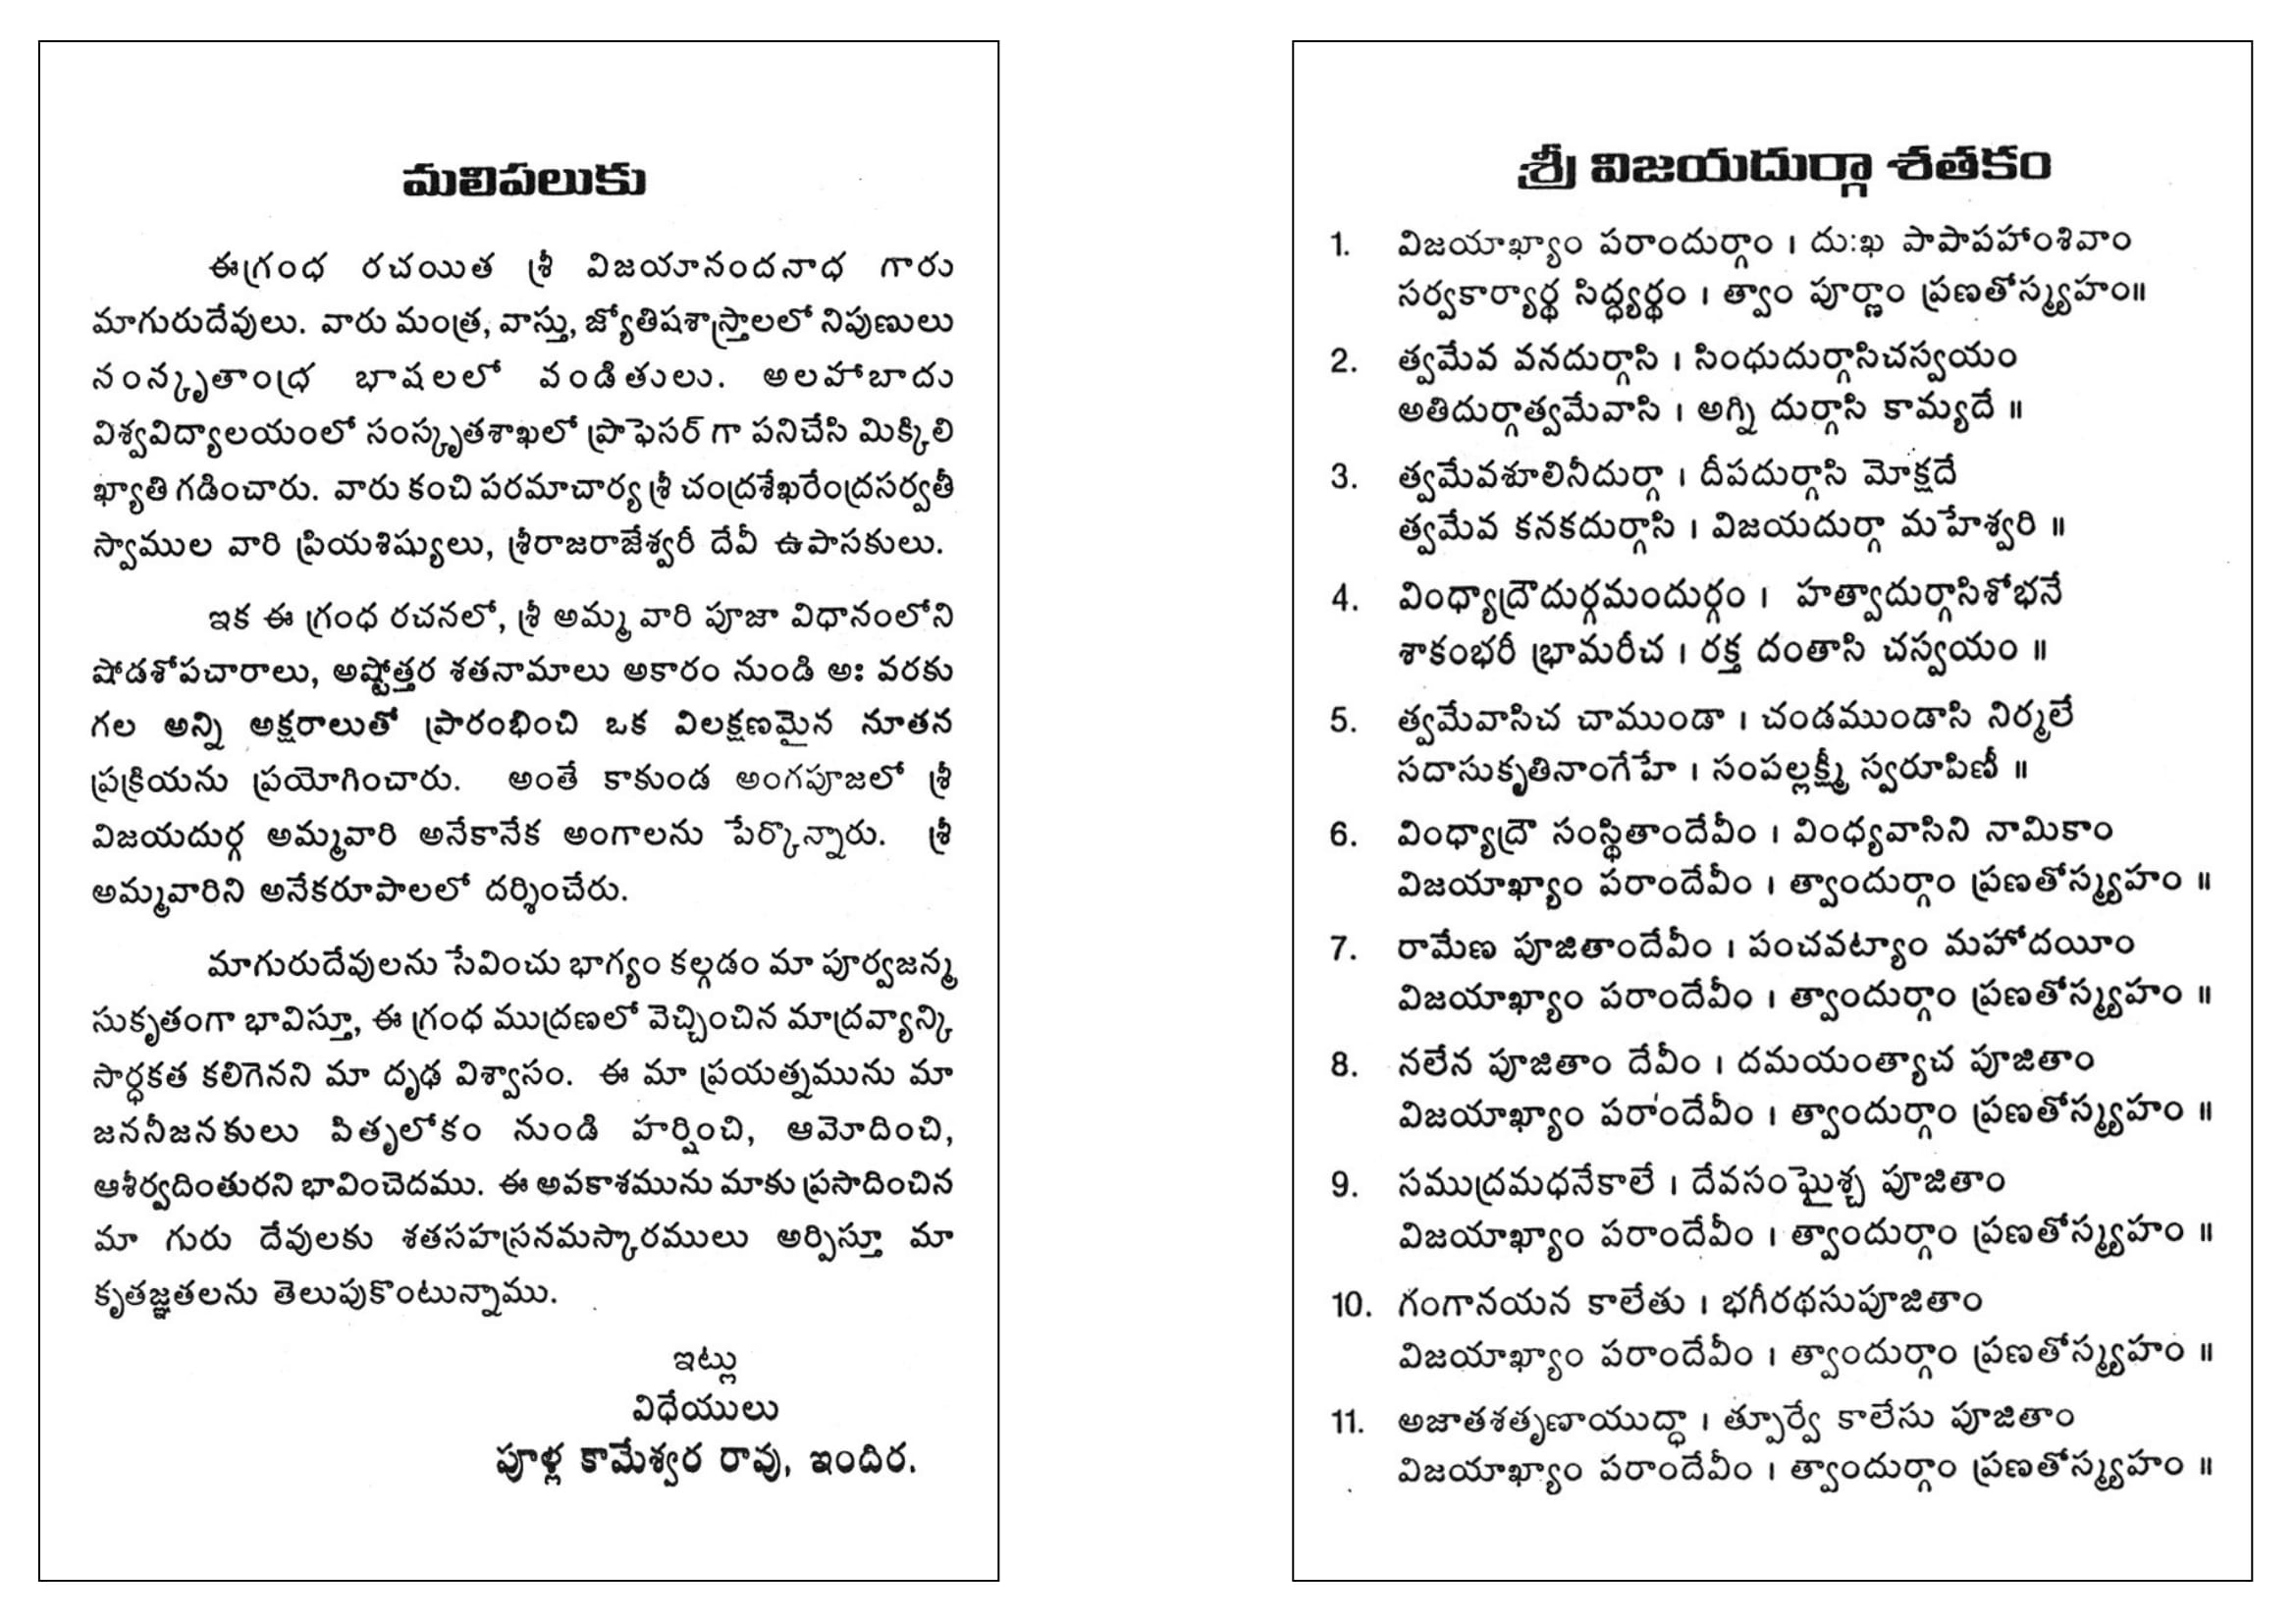 మలిపలుకు
ఈగ్రంధ రచయిత శ్రీ విజయానందనాధ గారు
మాగురుదేవులు. వారు మంత్ర, వాస్తు, జ్యోతిషశాస్త్రాలలో నిపుణులు
నంన్కృతాంధ్ర భాషలలో వండితులు. అలహాబాదు
విశ్వవిద్యాలయంలో సంస్కృతశాఖలో ప్రొఫెసర్ గా పనిచేసి మిక్కిలి
ఖ్యాతి గడించారు. వారు కంచి పరమాచార్య శ్రీ చంద్రశేఖరేంద్రసర్వతీ
స్వాముల వారి ప్రియశిష్యులు, శ్రీరాజరాజేశ్వరీ దేవీ ఉపాసకులు.
ఇక ఈ గ్రంధ రచనలో, శ్రీ అమ్మ వారి పూజా విధానంలోని
షోడశోపచారాలు, అష్టోత్తర శతనామాలు అకారం నుండి అః వరకు
గల అన్ని అక్షరాలుతో ప్రారంభించి ఒక విలక్షణమైన నూతన
ప్రక్రియను ప్రయోగించారు. అంతే కాకుండ అంగపూజలో శ్రీ
విజయదుర్గ అమ్మవారి అనేకానేక అంగాలను పేర్కొన్నారు. శ్రీ
అమ్మవారిని అనేకరూపాలలో దర్శించేరు.
మాగురుదేవులను సేవించు భాగ్యం కల్గడం మా పూర్వజన్మ
సుకృతంగా భావిస్తూ, ఈ గ్రంధ ముద్రణలో వెచ్చించిన మాద్రవ్యాన్కి
సార్ధకత కలిగెనని మా దృఢ విశ్వాసం. ఈ మా ప్రయత్నమును మా
జననీజనకులు పితృలోకం నుండి హర్షించి, ఆమోదించి,
ఆశీర్వదింతురని భావించెదము. ఈ అవకాశమును మాకు ప్రసాదించిన
మా గురు దేవులకు శతసహస్రనమస్కారములు అర్పిస్తూ మా
కృతజ్ఞతలను తెలుపుకొంటున్నాము.
ఇట్లు
విధేయులు
పూళ్ల కామేశ్వర రావు, ఇందిర.
శ్రీ విజయదుర్గా శతకం
1. విజయాఖ్యాం పరాందుర్గాం । దు:ఖ పాపాపహాంశివాం
సర్వకార్యార్థ సిద్ధ్యర్థం । త్వాం పూర్ణాం ప్రణతోస్మ్యహం॥
2. త్వమేవ వనదుర్గాసి । సింధుదుర్గాసిచస్వయం
అతిదుర్గాత్వమేవాసి । అగ్ని దుర్గాసి కామ్యదే ॥
3. త్వమేవశూలినీదుర్గా । దీపదుర్గాసి మోక్షదే
త్వమేవ కనకదుర్గాసి । విజయదుర్గా మహేశ్వరి ॥
4. వింధ్యాద్రౌదుర్గమందుర్గం । హత్వాదుర్గాసిశోభనే
శాకంభరీ భ్రామరీచ । రక్త దంతాసి చస్వయం ॥
5. త్వమేవాసిచ చాముండా । చండముండాసి నిర్మలే
సదాసుకృతినాంగేహే । సంపల్లక్ష్మీ స్వరూపిణీ ॥
6. వింధ్యాద్రౌ సంస్థితాందేవీం । వింధ్యవాసిని నామికాం
విజయాఖ్యాం పరాందేవీం । త్వాందుర్గాం ప్రణతోస్మ్యహం ॥
7. రామేణ పూజితాందేవీం । పంచవట్యాం మహోదయీం
విజయాఖ్యాం పరాందేవీం । త్వాందుర్గాం ప్రణతోస్మ్యహం ॥
8. నలేన పూజితాం దేవీం । దమయంత్యాచ పూజితాం
విజయాఖ్యాం పరాందేవీం । త్వాందుర్గాం ప్రణతోస్మ్యహం ॥
9. సముద్రమధనేకాలే । దేవసంఘైశ్చ పూజితాం
విజయాఖ్యాం పరాందేవీం । త్వాందుర్గాం ప్రణతోస్మ్యహం ॥
10. గంగానయన కాలేతు । భగీరథసుపూజితాం
విజయాఖ్యాం పరాందేవీం । త్వాందుర్గాం ప్రణతోస్మ్యహం ॥
11. అజాతశతృణాయుద్ధా । త్పూర్వే కాలేసు పూజితాం
విజయాఖ్యాం పరాందేవీం । త్వాందుర్గాం ప్రణతోస్మ్యహం ॥